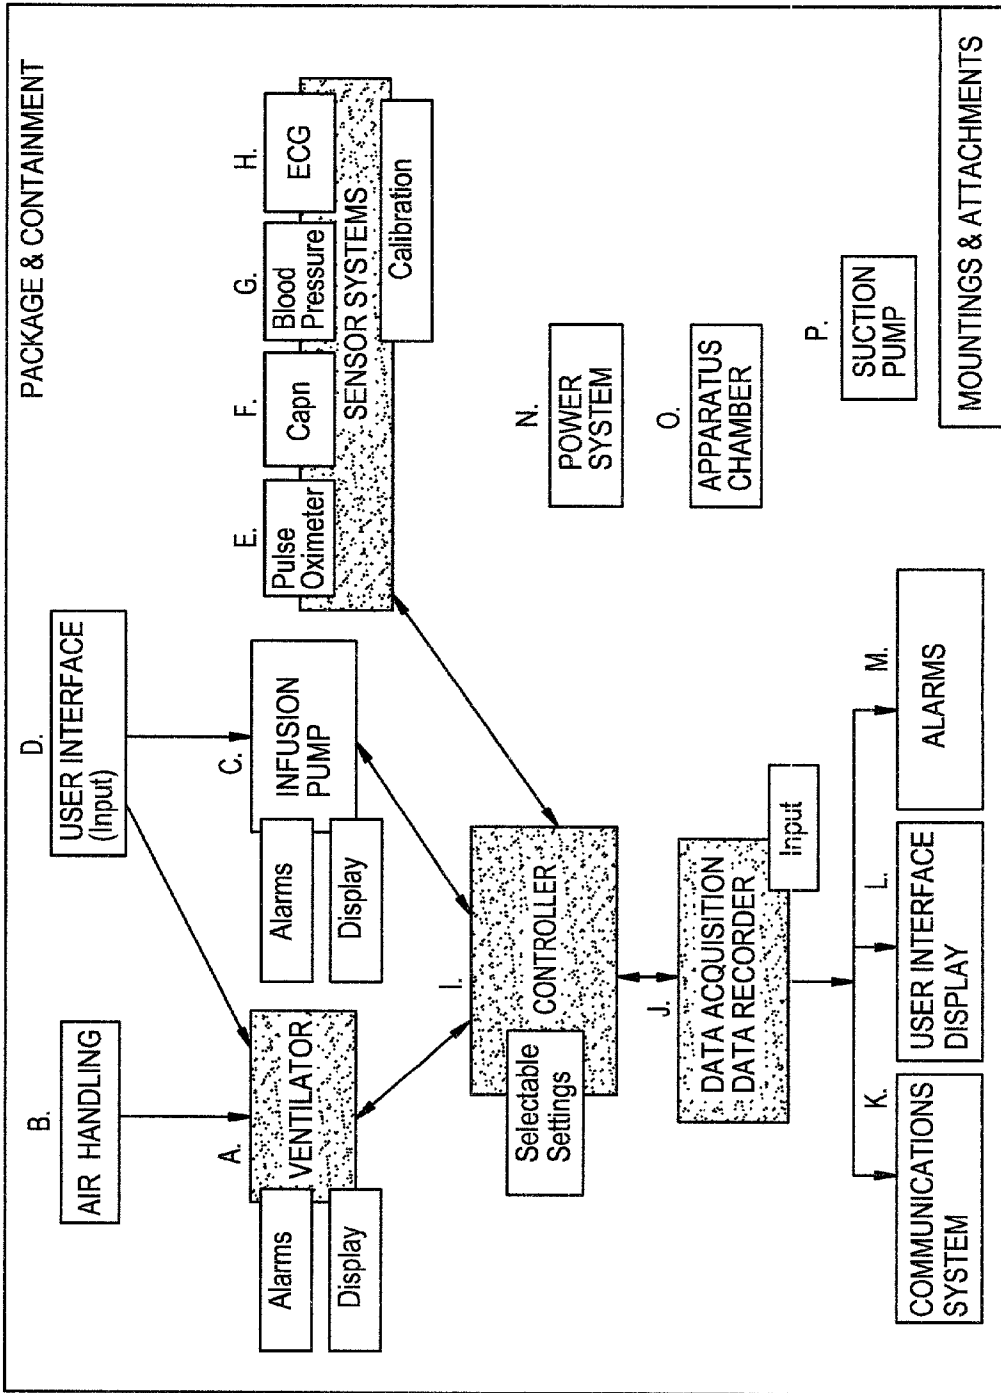 PACKAGE & CONTAINMENT
B.
AIR HANDLING
D.
USER INTERFACE
(Input)
A.
VENTILATOR
Alarms
Display
C.
INFUSION
PUMP
Alarms
Display
E.
Pulse
Oximeter
F.
Capn
G.
Blood
Pressure
H.
ECG
SENSOR SYSTEMS
Calibration
I.
CONTROLLER
Selectable
Settings
N.
POWER
SYSTEM
J.
DATA ACQUISITION
DATA RECORDER
Input
O.
APPARATUS
CHAMBER
P.
SUCTION
PUMP
K.
COMMUNICATIONS
SYSTEM
L.
USER INTERFACE
DISPLAY
M.
ALARMS
MOUNTINGS & ATTACHMENTS